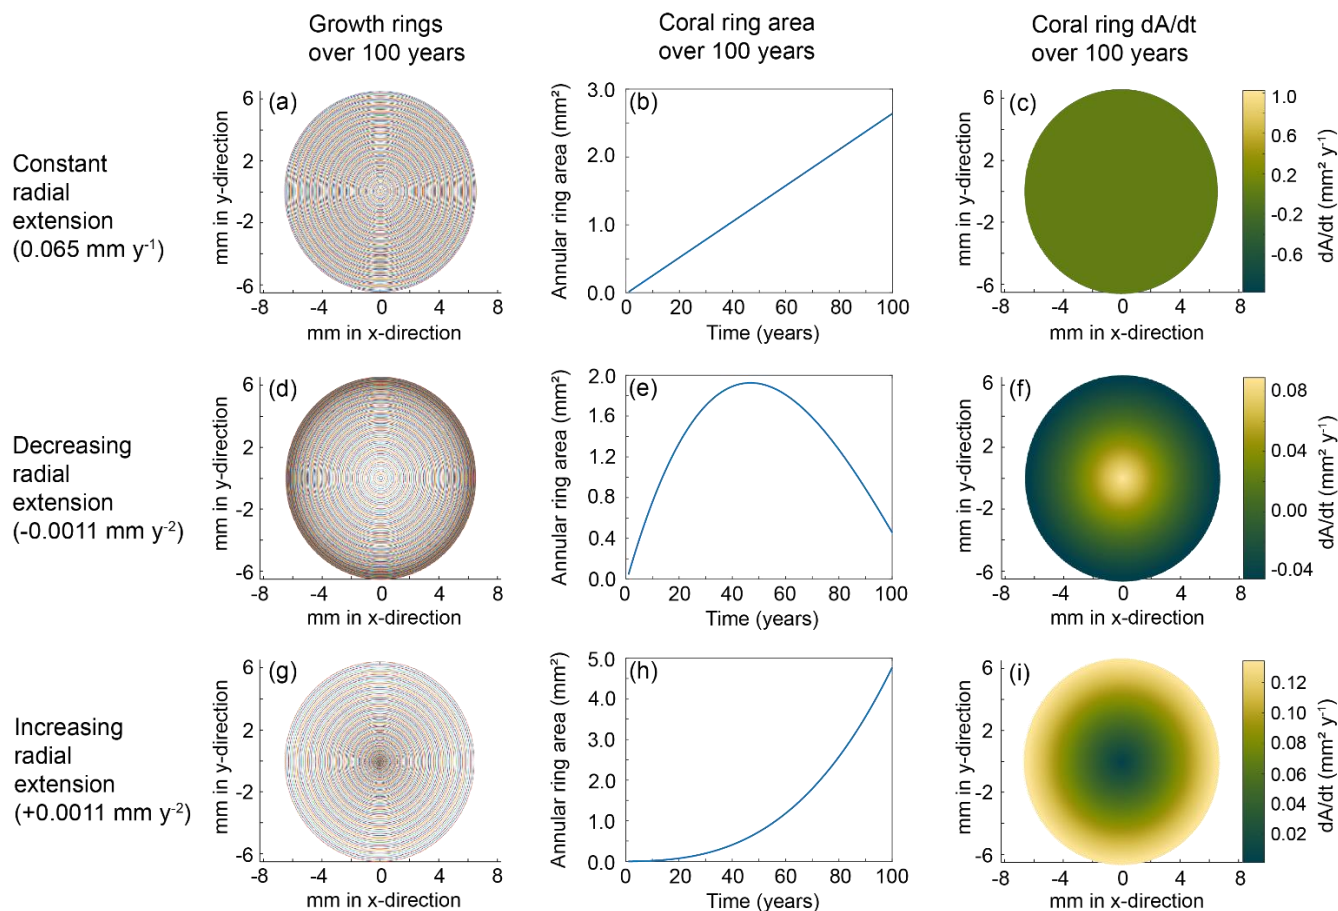 Growth rings
over 100 years
Coral ring area
over 100 years
Coral ring dA/dt
over 100 years
Constant
radial
extension
(0.065 mm y⁻¹)
(a)
mm in y-direction
6
2
-2
-6
-8 -4 0 4 8
mm in x-direction
(b)
Annular ring area (mm²)
3.0
2.0
1.0
0.0
0 20 40 60 80 100
Time (years)
(c)
mm in y-direction
6
2
-2
-6
-8 -4 0 4 8
mm in x-direction
1.0
0.6
0.2
-0.2
-0.6
dA/dt (mm² y⁻¹)
Decreasing
radial
extension
(-0.0011 mm y⁻²)
(d)
mm in y-direction
6
2
-2
-6
-8 -4 0 4 8
mm in x-direction
(e)
Annular ring area (mm²)
2.0
1.6
1.2
0.8
0.4
0.0
0 20 40 60 80 100
Time (years)
(f)
mm in y-direction
6
2
-2
-6
-8 -4 0 4 8
mm in x-direction
0.08
0.04
0.00
-0.04
dA/dt (mm² y⁻¹)
Increasing
radial
extension
(+0.0011 mm y⁻²)
(g)
mm in y-direction
6
2
-2
-6
-8 -4 0 4 8
mm in x-direction
(h)
Annular ring area (mm²)
5.0
4.0
3.0
2.0
1.0
0.0
0 20 40 60 80 100
Time (years)
(i)
mm in y-direction
6
2
-2
-6
-8 -4 0 4 8
mm in x-direction
0.12
0.10
0.08
0.06
0.04
0.02
dA/dt (mm² y⁻¹)